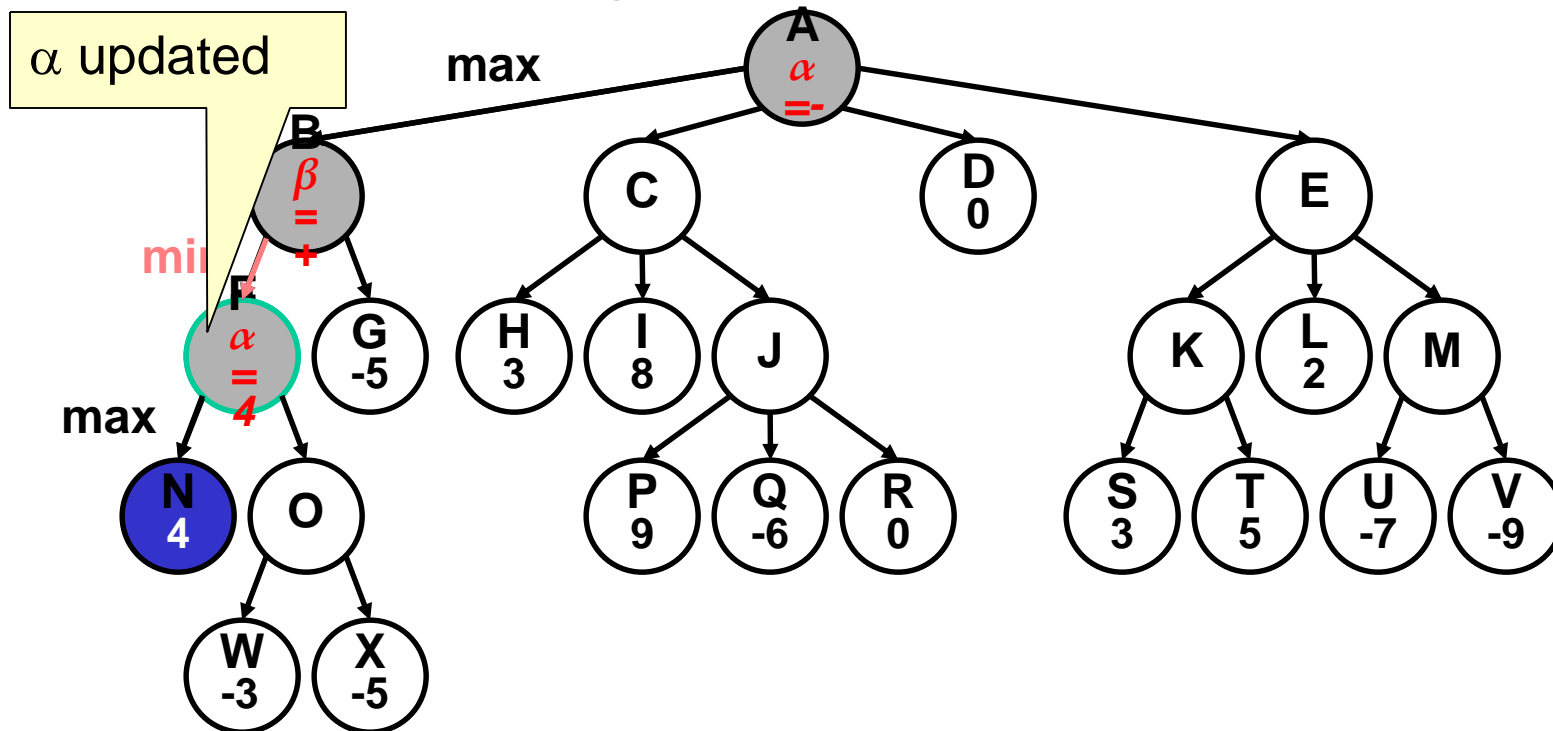 α updated
max
A
α
=-
B
β
=
+
C
D
0
E
F
α
=
4
G
-5
H
3
I
8
J
K
L
2
M
max
N
4
O
P
9
Q
-6
R
0
S
3
T
5
U
-7
V
-9
W
-3
X
-5